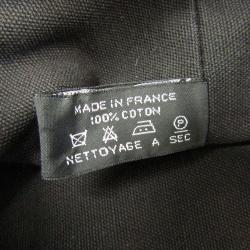 MADE IN FRANCE
100% COTON
P
NETTOYAGE A SEC